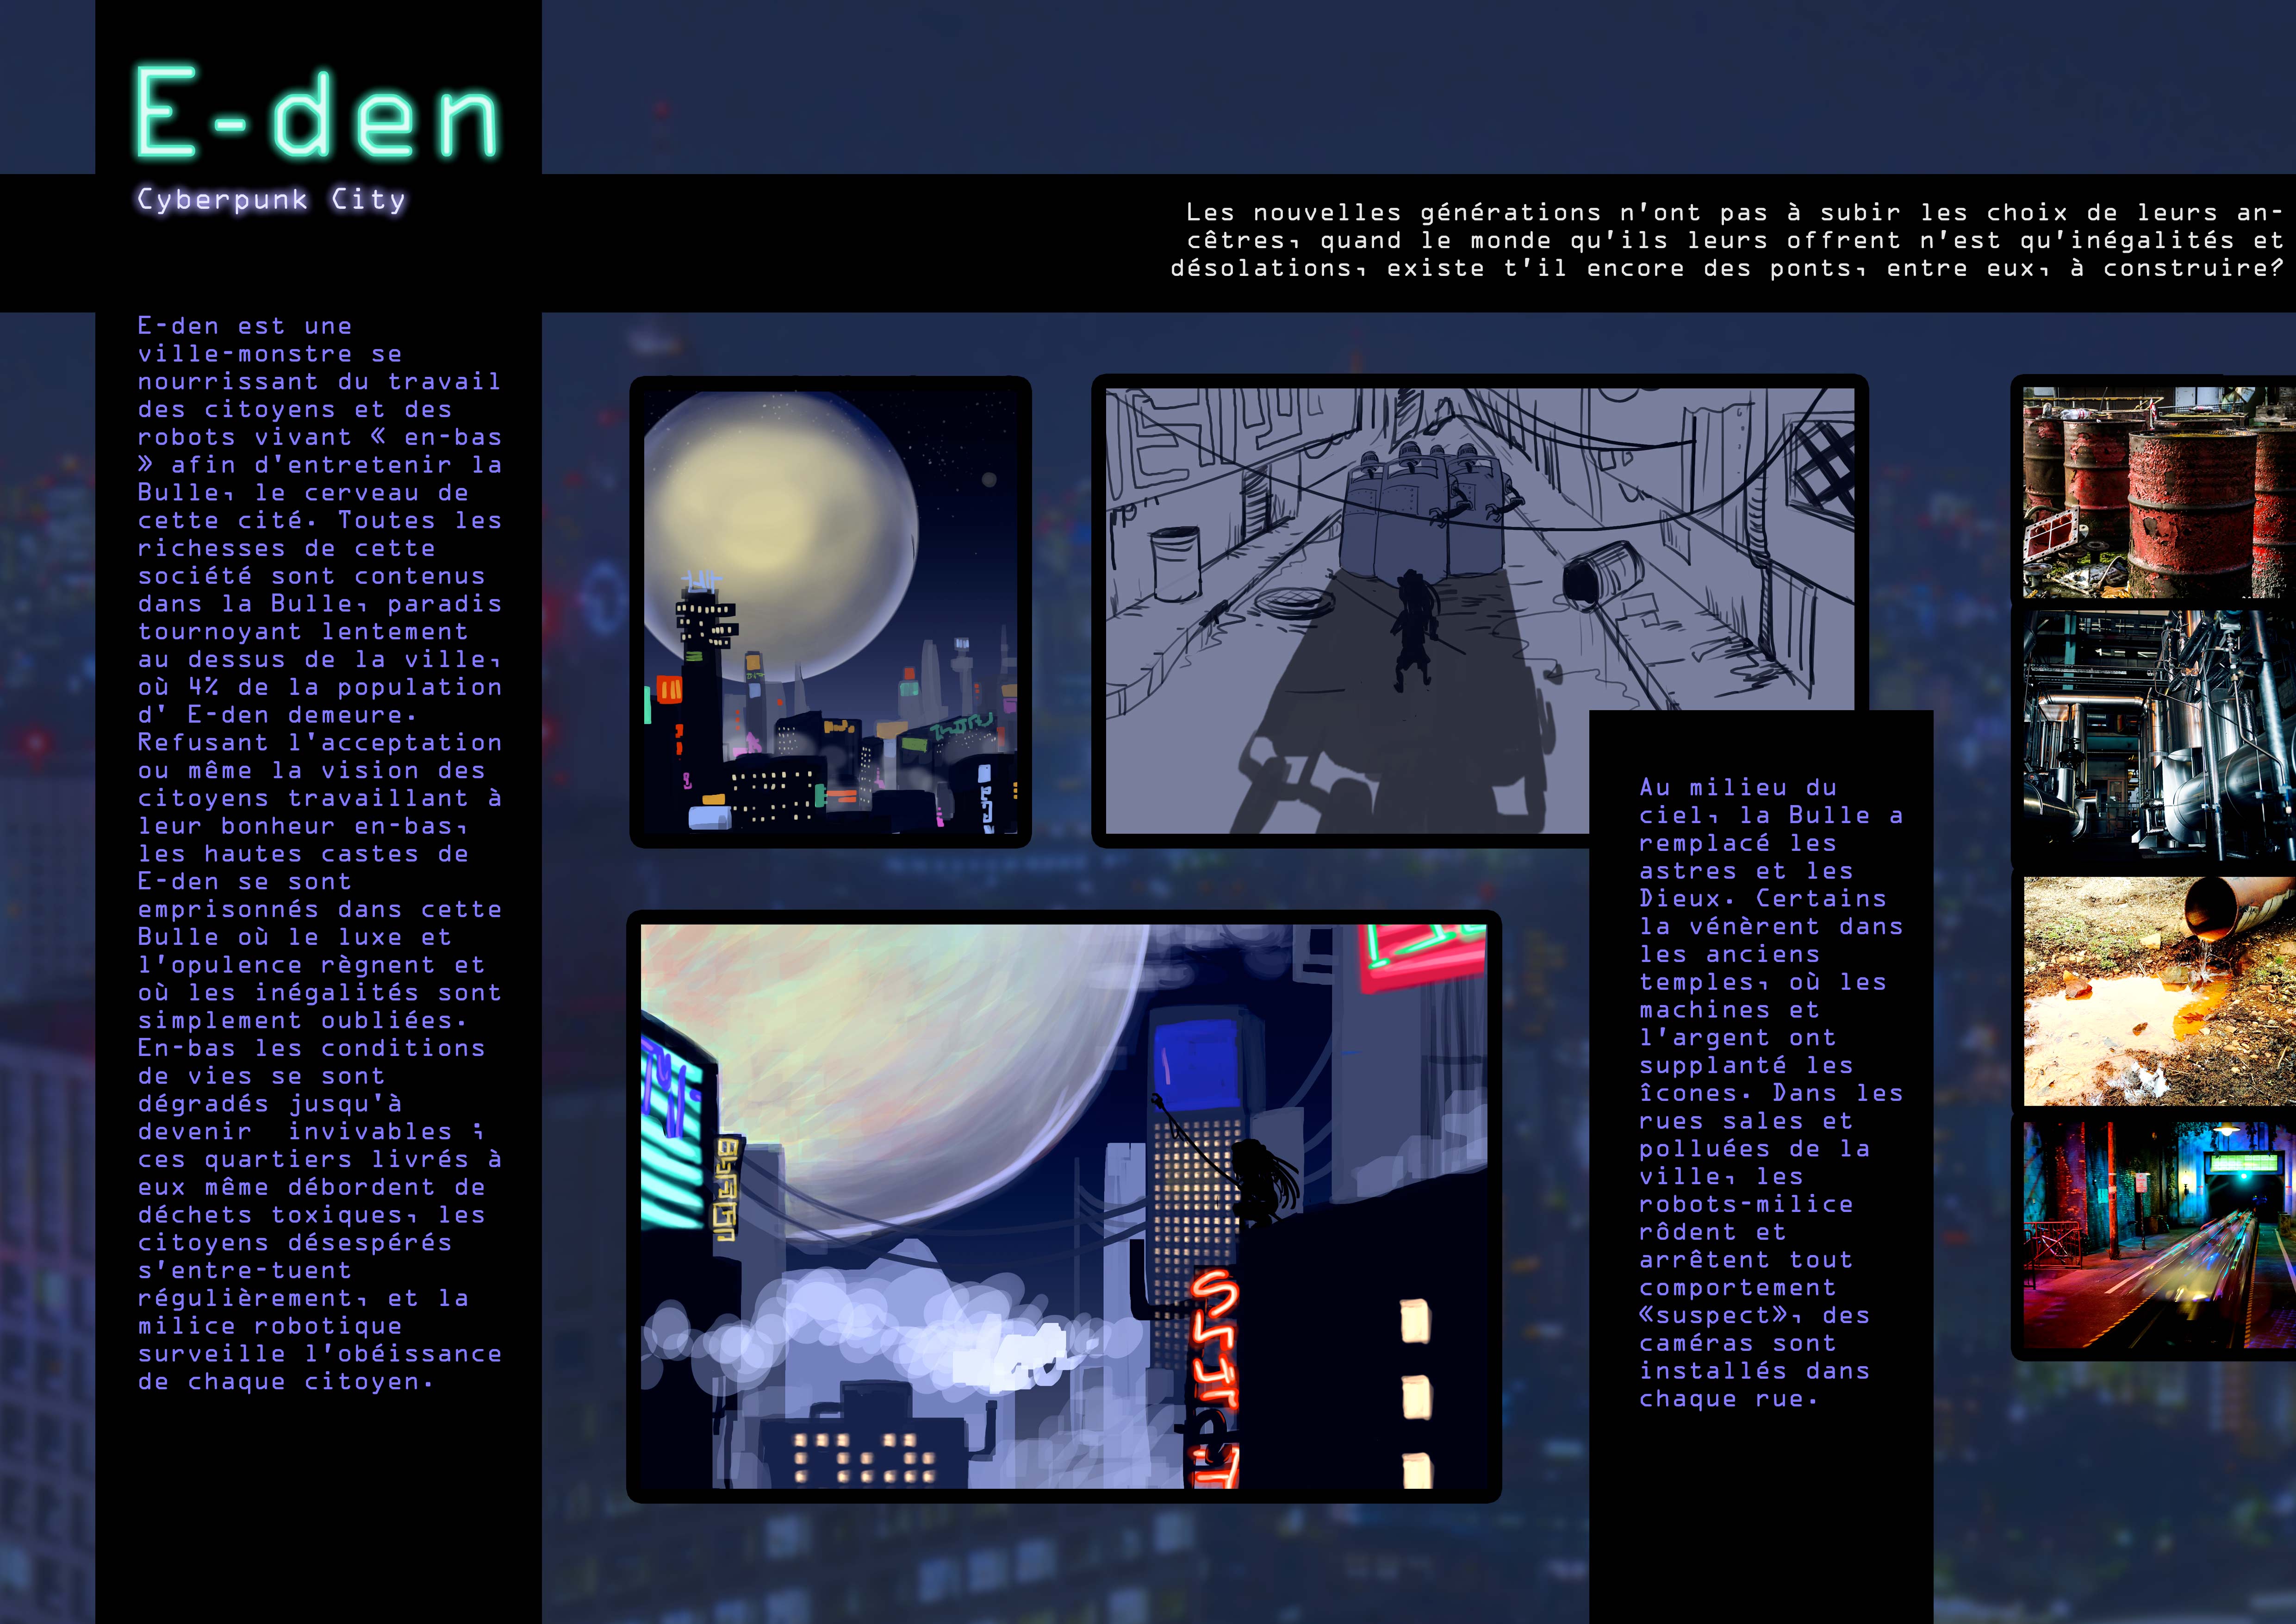 E-den
Cyberpunk City
Les nouvelles générations n'ont pas à subir les choix de leurs an-
cêtres, quand le monde qu'ils leurs offrent n'est qu'inégalités et
désolations, existe t'il encore des ponts, entre eux, à construire?
E-den est une
ville-monstre se
nourrissant du travail
des citoyens et des
robots vivant « en-bas
» afin d'entretenir la
Bulle, le cerveau de
cette cité. Toutes les
richesses de cette
société sont contenus
dans la Bulle, paradis
tournoyant lentement
au dessus de la ville,
où 4% de la population
d' E-den demeure.
Refusant l'acceptation
ou même la vision des
citoyens travaillant à
leur bonheur en-bas,
les hautes castes de
E-den se sont
emprisonnés dans cette
Bulle où le luxe et
l'opulence règnent et
où les inégalités sont
simplement oubliées.
En-bas les conditions
de vies se sont
dégradés jusqu'à
devenir  invivables ;
ces quartiers livrés à
eux même débordent de
déchets toxiques, les
citoyens désespérés
s'entre-tuent
régulièrement, et la
milice robotique
surveille l'obéissance
de chaque citoyen.
Au milieu du
ciel, la Bulle a
remplacé les
astres et les
Dieux. Certains
la vénèrent dans
les anciens
temples, où les
machines et
l'argent ont
supplanté les
îcones. Dans les
rues sales et
polluées de la
ville, les
robots-milice
rôdent et
arrêtent tout
comportement
«suspect», des
caméras sont
installés dans
chaque rue.